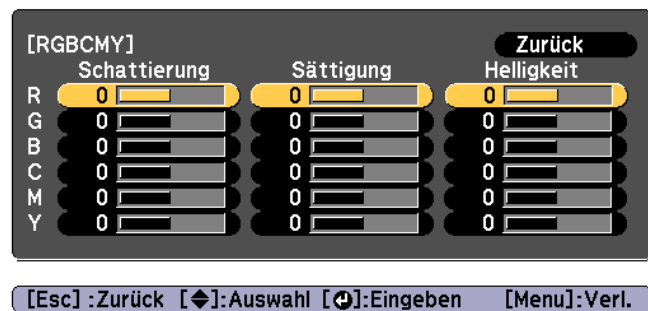 [RGBCMY] Zurück
Schattierung Sättigung Helligkeit
R 0 0 0
G 0 0 0
B 0 0 0
C 0 0 0
M 0 0 0
Y 0 0 0
[Esc] :Zurück [◆]:Auswahl [⏎]:Eingeben [Menu]:Verl.